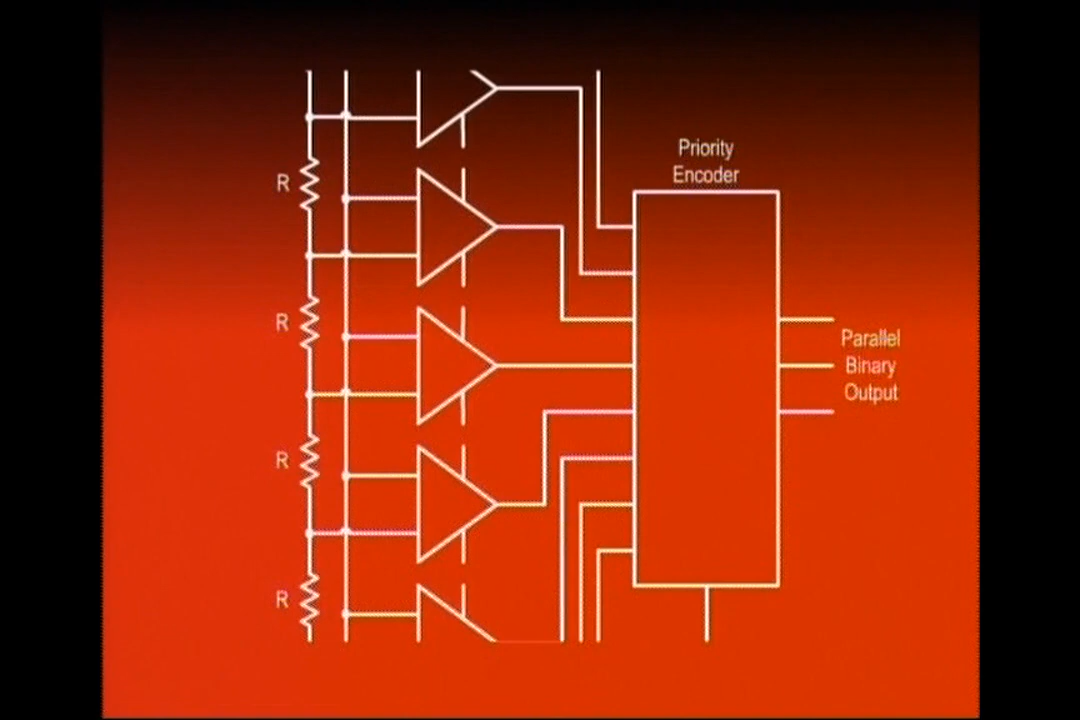 Priority
Encoder
R
R
Parallel
Binary
Output
R
R